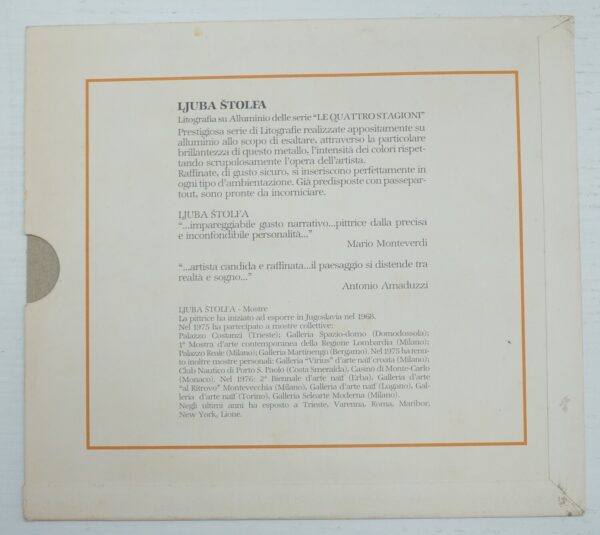 LJUBA ŠTOLFA
Litografia su Alluminio delle serie "LE QUATTRO STAGIONI"
Prestigiosa serie di Litografie realizzate appositamente su
alluminio allo scopo di esaltare, attraverso la particolare
brillantezza di questo metallo, l'intensità dei colori rispet-
tando scrupolosamente l'opera dell'artista.
Raffinate, di gusto sicuro, si inseriscono perfettamente in
ogni tipo d'ambientazione. Già predisposte con passepar-
tout, sono pronte da incorniciare.
LJUBA ŠTOLFA
"...impareggiabile gusto narrativo...pittrice dalla precisa
e inconfondibile personalità..."
Mario Monteverdi
"...artista candida e raffinata...il paesaggio si distende tra
realtà e sogno..."
Antonio Amaduzzi
LJUBA ŠTOLFA - Mostre
La pittrice ha iniziato ad esporre in Jugoslavia nel 1968.
Nel 1975 ha partecipato a mostre collettive:
Palazzo Costanzi (Trieste); Galleria Spazio-domo (Domodossola);
1ª Mostra d'arte contemporanea della Regione Lombardia (Milano);
Palazzo Reale (Milano); Galleria Martinengo (Bergamo). Nel 1975 ha tenu-
to inoltre mostre personali: Galleria "Virius" d'arte naïf croata (Milano);
Club Nautico di Porto S. Paolo (Costa Smeralda), Casino di Monte-Carlo
(Monaco). Nel 1976: 2ª Biennale d'arte naïf (Erba), Galleria d'arte
"al Ritrovo" Montevecchia (Milano), Galleria d'arte naïf (Lugano), Gal-
leria d'arte naïf (Torino), Galleria Selearte Moderna (Milano).
Negli ultimi anni ha esposto a Trieste, Varenna, Roma, Maribor,
New York, Lione.